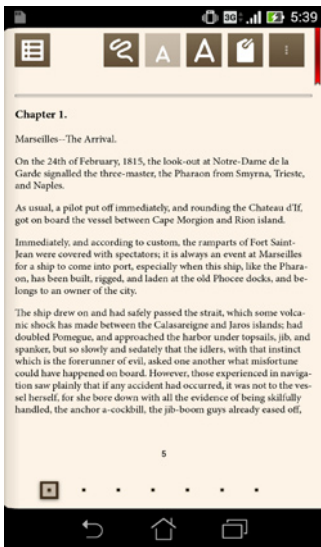 3G 5:39
A A
Chapter 1.
Marseilles--The Arrival.
On the 24th of February, 1815, the look-out at Notre-Dame de la
Garde signalled the three-master, the Pharaon from Smyrna, Trieste,
and Naples.
As usual, a pilot put off immediately, and rounding the Chateau d'If,
got on board the vessel between Cape Morgion and Rion island.
Immediately, and according to custom, the ramparts of Fort Saint-
Jean were covered with spectators; it is always an event at Marseilles
for a ship to come into port, especially when this ship, like the Phara-
on, has been built, rigged, and laden at the old Phocee docks, and be-
longs to an owner of the city.
The ship drew on and had safely passed the strait, which some volca-
nic shock has made between the Calasareigne and Jaros islands; had
doubled Pomegue, and approached the harbor under topsails, jib, and
spanker, but so slowly and sedately that the idlers, with that instinct
which is the forerunner of evil, asked one another what misfortune
could have happened on board. However, those experienced in naviga-
tion saw plainly that if any accident had occurred, it was not to the ves-
sel herself, for she bore down with all the evidence of being skilfully
handled, the anchor a-cockbill, the jib-boom guys already eased off,
5